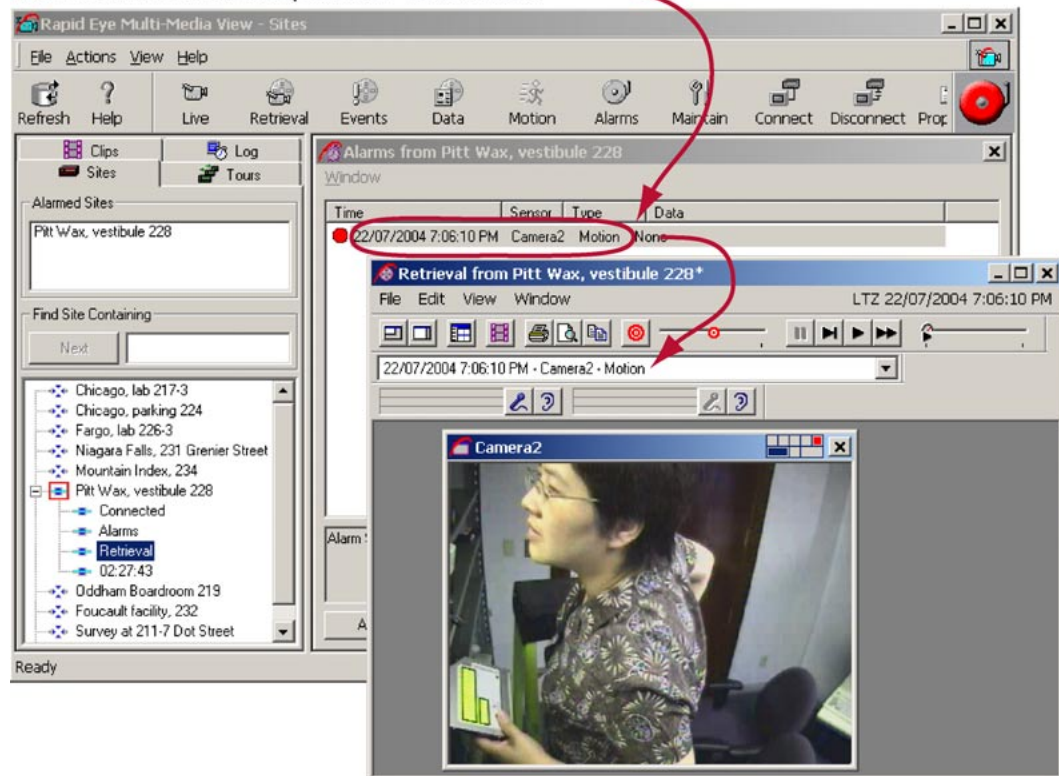 Rapid Eye Multi-Media View - Sites
File Actions View Help
Refresh Help Live Retrieval Events Data Motion Alarms Maintain Connect Disconnect Prop
Clips Log
Sites Tours
Alarmed Sites
Pitt Wax, vestibule 228
Find Site Containing
Next
Chicago, lab 217-3
Chicago, parking 224
Fargo, lab 226-3
Niagara Falls, 231 Grenier Street
Mountain Index, 234
Pitt Wax, vestibule 228
Connected
Alarms
Retrieval
02:27:43
Oddham Boardroom 219
Foucault facility, 232
Survey at 211-7 Dot Street
Ready
Alarms from Pitt Wax, vestibule 228
Window
Time Sensor Type Data
22/07/2004 7:06:10 PM Camera2 Motion None
Alarm
A
Retrieval from Pitt Wax, vestibule 228*
File Edit View Window LTZ 22/07/2004 7:06:10 PM
22/07/2004 7:06:10 PM - Camera2 - Motion
Camera2